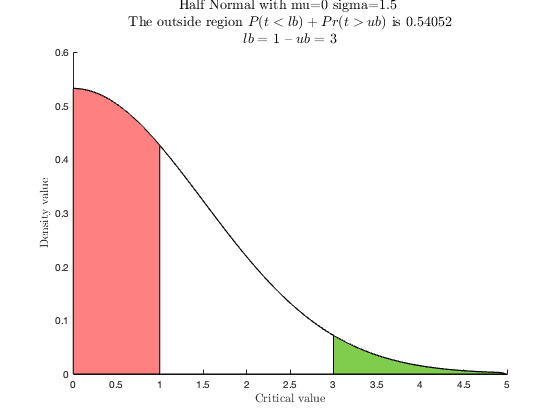 Half Normal with mu=0 sigma=1.5
The outside region P(t < lb) + Pr(t > ub) is 0.54052
lb = 1 – ub = 3
0.6
0.5
0.4
0.3
0.2
0.1
0
Density value
0 0.5 1 1.5 2 2.5 3 3.5 4 4.5 5
Critical value